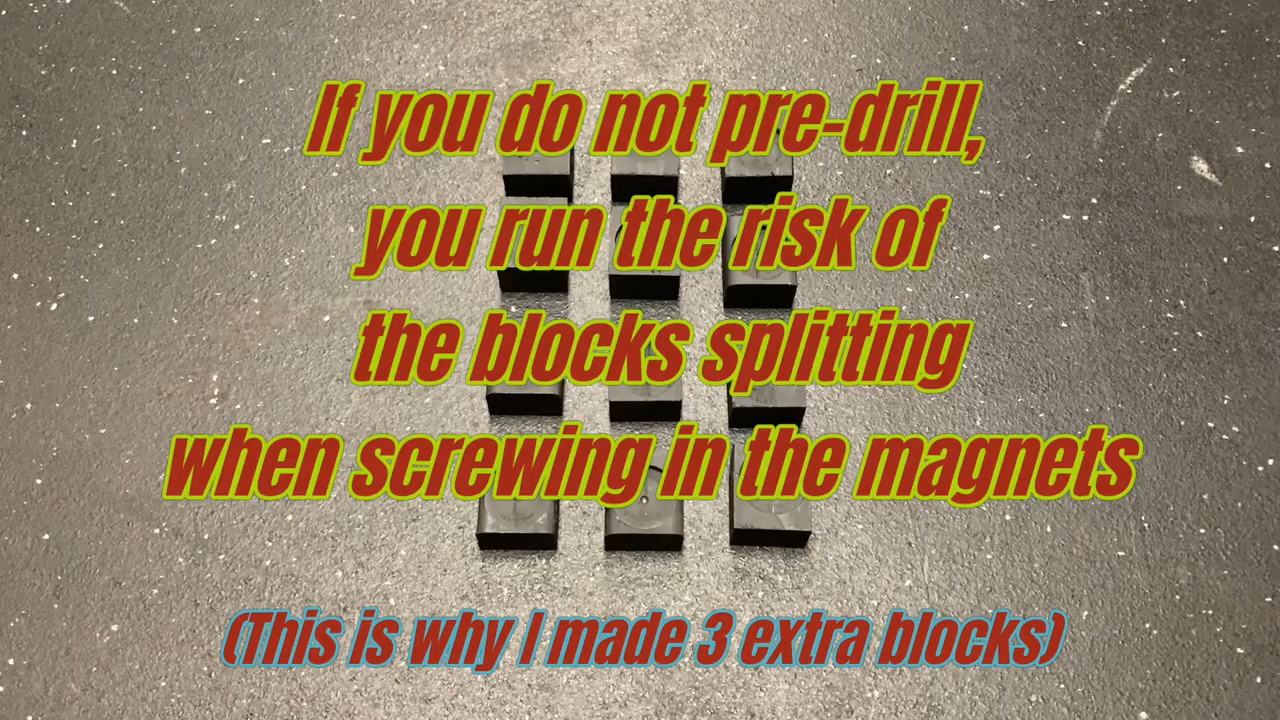 If you do not pre-drill,
you run the risk of
the blocks splitting
when screwing in the magnets
(This is why I made 3 extra blocks)